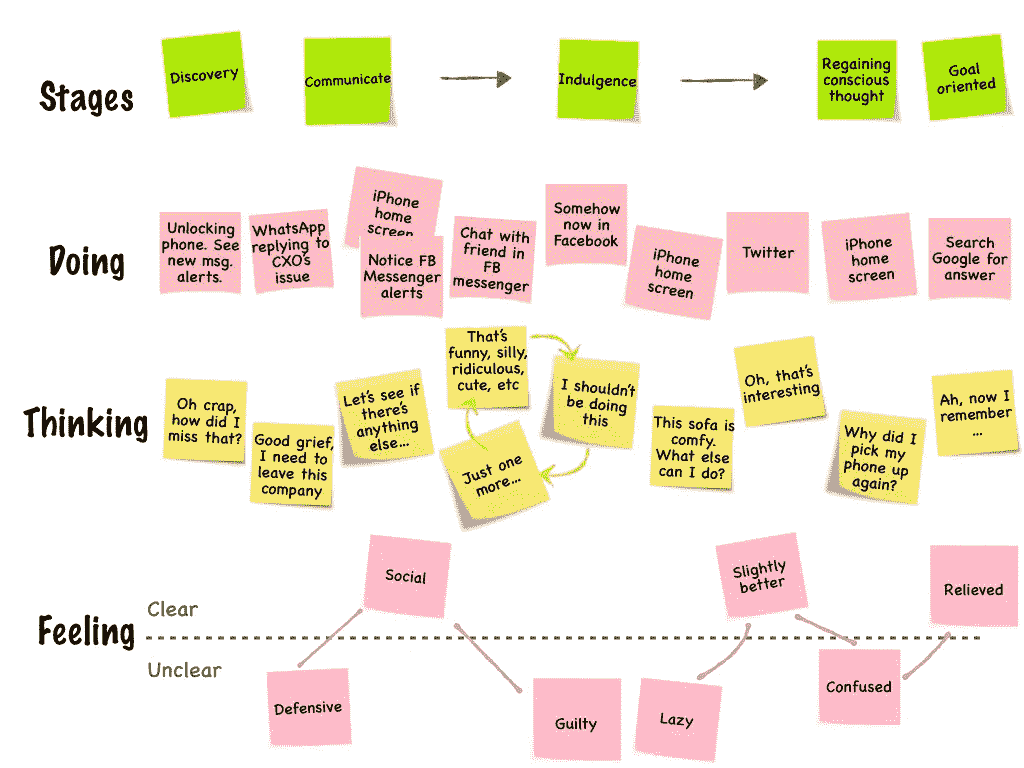 Stages
Discovery
Communicate
Indulgence
Regaining
conscious
thought
Goal
oriented
Doing
Unlocking
phone. See
new msg.
alerts.
WhatsApp
replying to
CXO's
issue
iPhone
home
screen
Notice FB
Messenger
alerts
Chat with
friend in
FB
messenger
Somehow
now in
Facebook
iPhone
home
screen
Twitter
iPhone
home
screen
Search
Google for
answer
Thinking
Oh crap,
how did I
miss that?
Good grief,
I need to
leave this
company
Let's see if
there's
anything
else...
That's
funny, silly,
ridiculous,
cute, etc
I shouldn't
be doing
this
Just one
more...
This sofa is
comfy.
What else
can I do?
Oh, that's
interesting
Why did I
pick my
phone up
again?
Ah, now I
remember
...
Feeling
Clear
Unclear
Defensive
Social
Guilty
Lazy
Slightly
better
Confused
Relieved